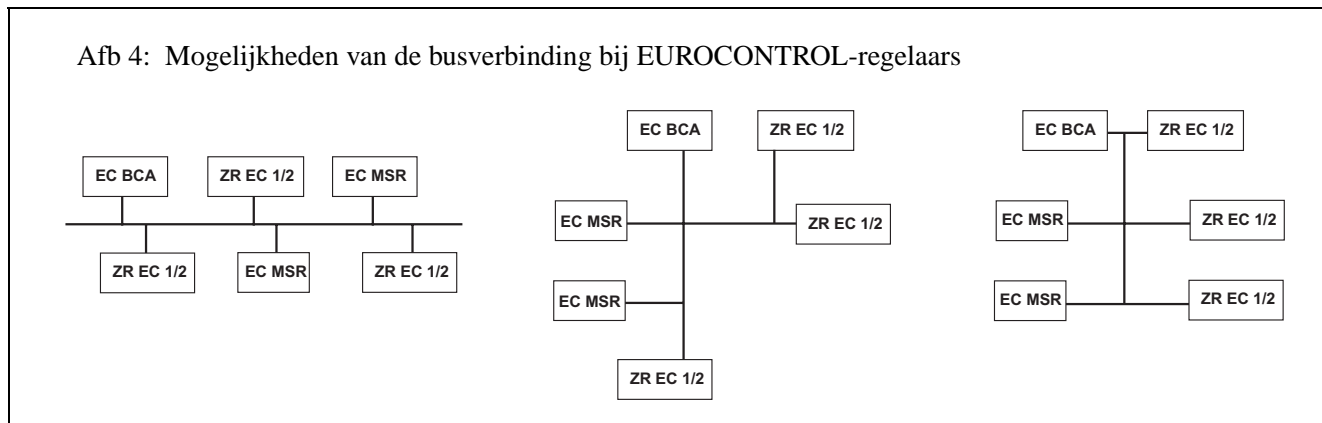 Afb 4: Mogelijkheden van de busverbinding bij EUROCONTROL-regelaars
EC BCA
ZR EC 1/2
EC MSR
ZR EC 1/2
EC MSR
ZR EC 1/2
EC BCA
ZR EC 1/2
EC MSR
ZR EC 1/2
EC MSR
ZR EC 1/2
EC BCA
ZR EC 1/2
EC MSR
ZR EC 1/2
EC MSR
ZR EC 1/2